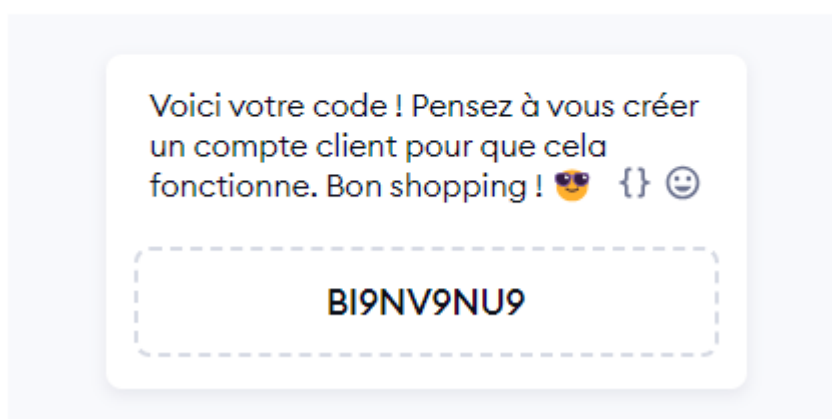 Voici votre code ! Pensez à vous créer
un compte client pour que cela
fonctionne. Bon shopping ! 😎 {} ☺
BI9NV9NU9